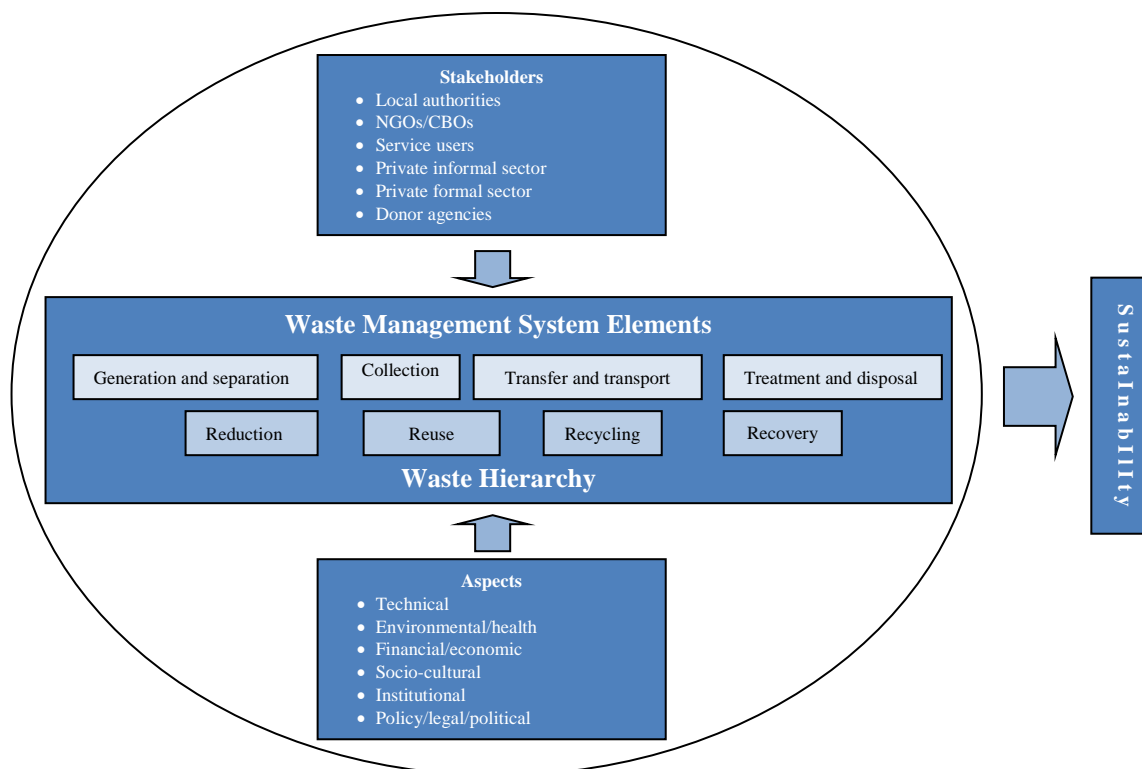 Stakeholders
• Local authorities
• NGOs/CBOs
• Service users
• Private informal sector
• Private formal sector
• Donor agencies
Waste Management System Elements
Generation and separation
Collection
Transfer and transport
Treatment and disposal
Reduction
Reuse
Recycling
Recovery
Waste Hierarchy
Aspects
• Technical
• Environmental/health
• Financial/economic
• Socio-cultural
• Institutional
• Policy/legal/political
SustaInabIlIty